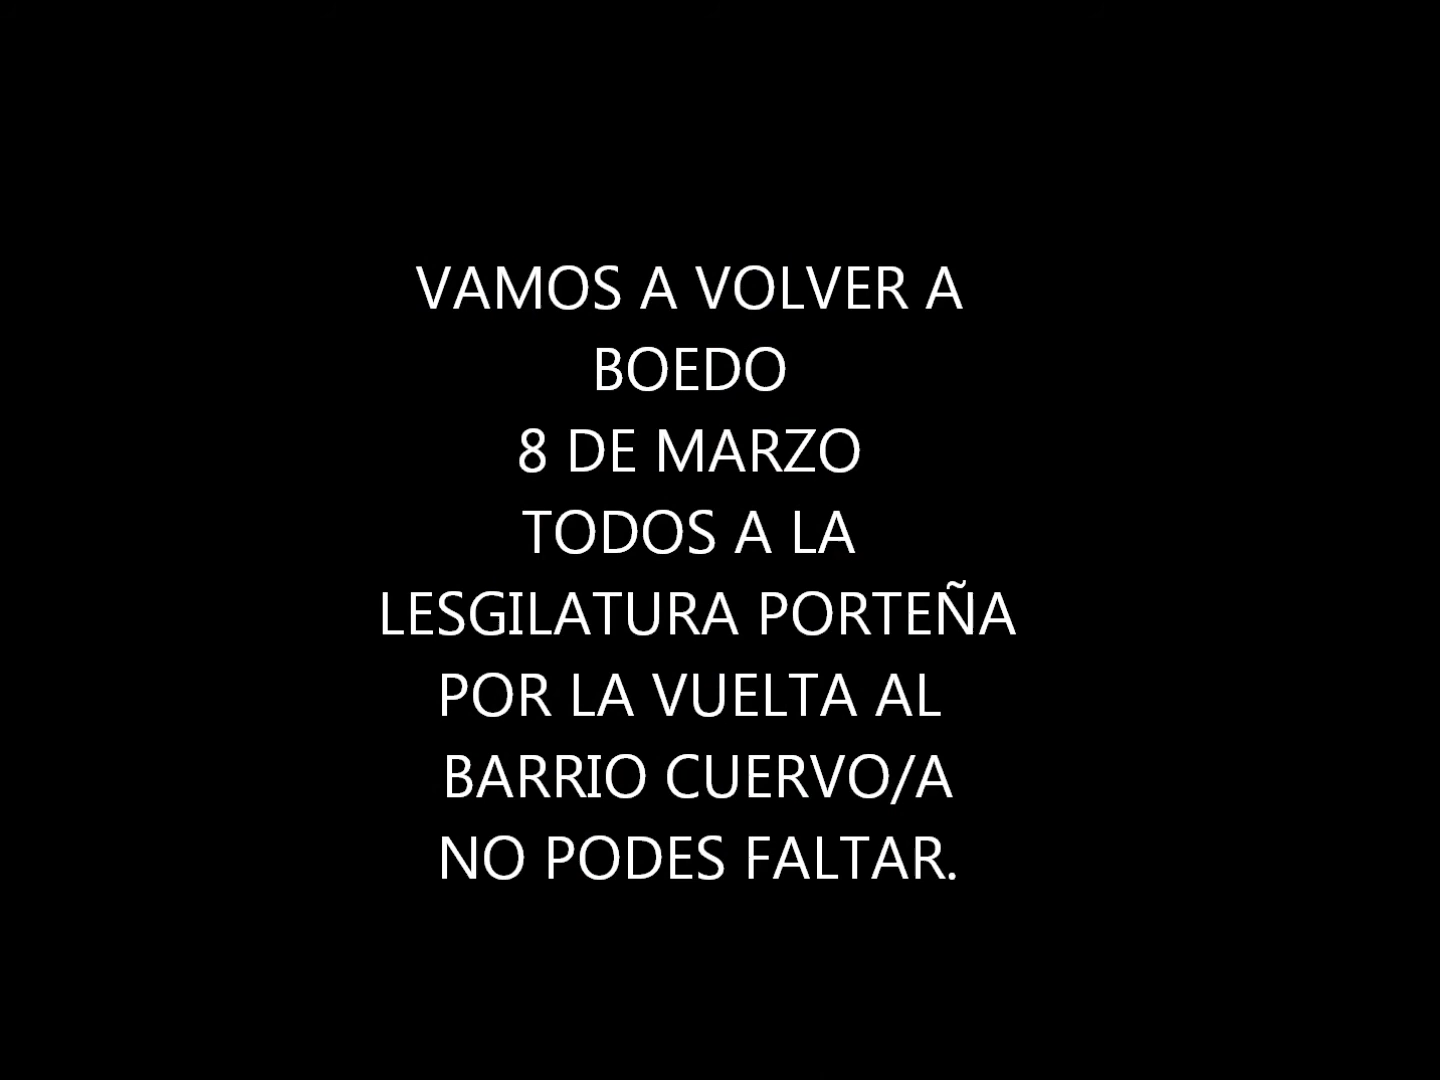 VAMOS A VOLVER A
BOEDO
8 DE MARZO
TODOS A LA
LESGILATURA PORTEÑA
POR LA VUELTA AL
BARRIO CUERVO/A
NO PODES FALTAR.